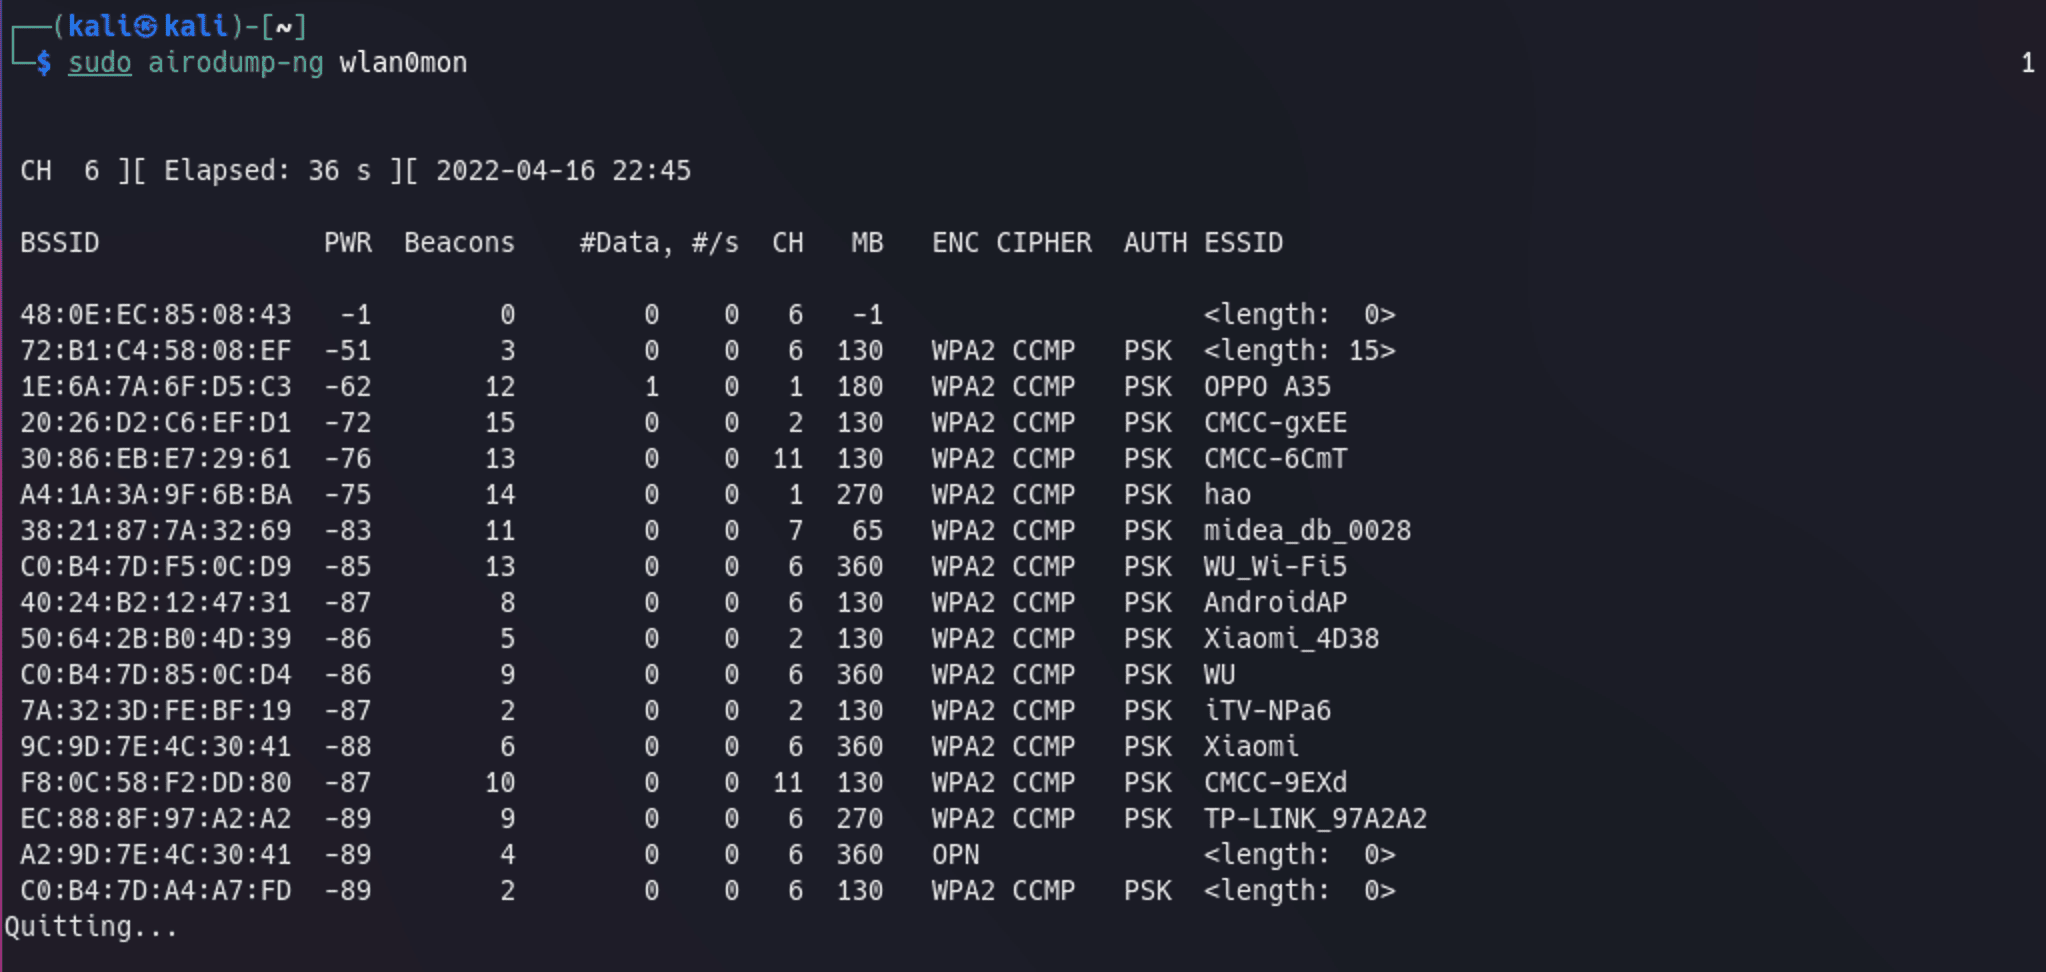 (kali㉿kali)-[~]
$ sudo airodump-ng wlan0mon 1
CH 6 ][ Elapsed: 36 s ][ 2022-04-16 22:45
BSSID PWR Beacons #Data, #/s CH MB ENC CIPHER AUTH ESSID
48:0E:EC:85:08:43 -1 0 0 0 6 -1 <length: 0>
72:B1:C4:58:08:EF -51 3 0 0 6 130 WPA2 CCMP PSK <length: 15>
1E:6A:7A:6F:D5:C3 -62 12 1 0 1 180 WPA2 CCMP PSK OPPO A35
20:26:D2:C6:EF:D1 -72 15 0 0 2 130 WPA2 CCMP PSK CMCC-gxEE
30:86:EB:E7:29:61 -76 13 0 0 11 130 WPA2 CCMP PSK CMCC-6CmT
A4:1A:3A:9F:6B:BA -75 14 0 0 1 270 WPA2 CCMP PSK hao
38:21:87:7A:32:69 -83 11 0 0 7 65 WPA2 CCMP PSK midea_db_0028
C0:B4:7D:F5:0C:D9 -85 13 0 0 6 360 WPA2 CCMP PSK WU_Wi-Fi5
40:24:B2:12:47:31 -87 8 0 0 6 130 WPA2 CCMP PSK AndroidAP
50:64:2B:B0:4D:39 -86 5 0 0 2 130 WPA2 CCMP PSK Xiaomi_4D38
C0:B4:7D:85:0C:D4 -86 9 0 0 6 360 WPA2 CCMP PSK WU
7A:32:3D:FE:BF:19 -87 2 0 0 2 130 WPA2 CCMP PSK iTV-NPa6
9C:9D:7E:4C:30:41 -88 6 0 0 6 360 WPA2 CCMP PSK Xiaomi
F8:0C:58:F2:DD:80 -87 10 0 0 11 130 WPA2 CCMP PSK CMCC-9EXd
EC:88:8F:97:A2:A2 -89 9 0 0 6 270 WPA2 CCMP PSK TP-LINK_97A2A2
A2:9D:7E:4C:30:41 -89 4 0 0 6 360 OPN <length: 0>
C0:B4:7D:A4:A7:FD -89 2 0 0 6 130 WPA2 CCMP PSK <length: 0>
Quitting...